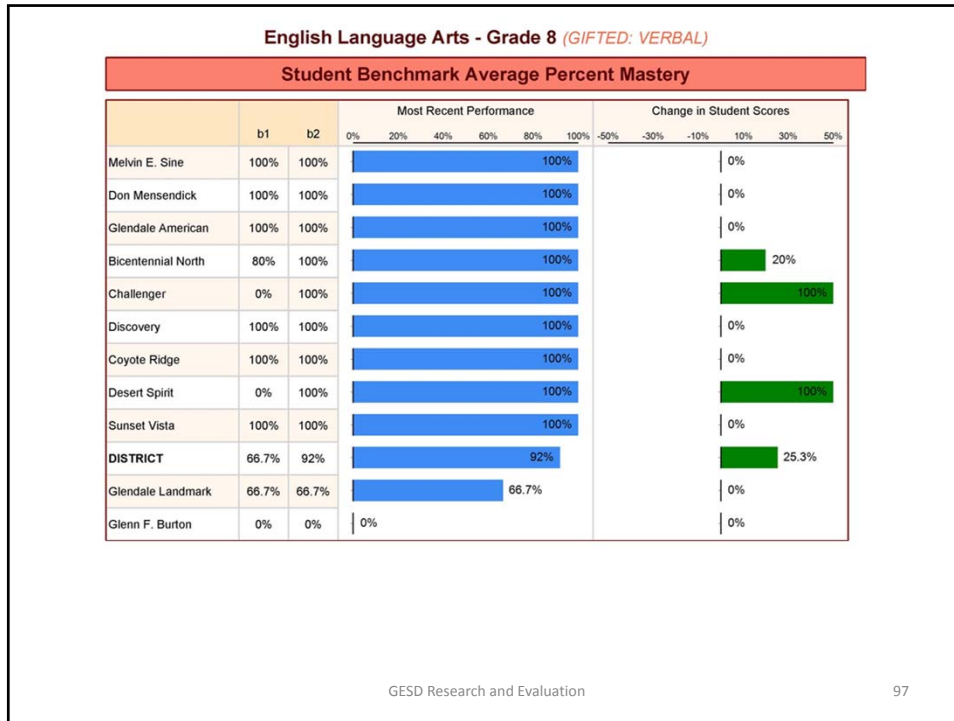 English Language Arts - Grade 8 (GIFTED: VERBAL)
Student Benchmark Average Percent Mastery
Most Recent Performance Change in Student Scores
b1 b2 0% 20% 40% 60% 80% 100% -50% -30% -10% 10% 30% 50%
Melvin E. Sine 100% 100% 100% 0%
Don Mensendick 100% 100% 100% 0%
Glendale American 100% 100% 100% 0%
Bicentennial North 80% 100% 100% 20%
Challenger 0% 100% 100% 100%
Discovery 100% 100% 100% 0%
Coyote Ridge 100% 100% 100% 0%
Desert Spirit 0% 100% 100% 100%
Sunset Vista 100% 100% 100% 0%
DISTRICT 66.7% 92% 92% 25.3%
Glendale Landmark 66.7% 66.7% 66.7% 0%
Glenn F. Burton 0% 0% 0% 0%
GESD Research and Evaluation 97